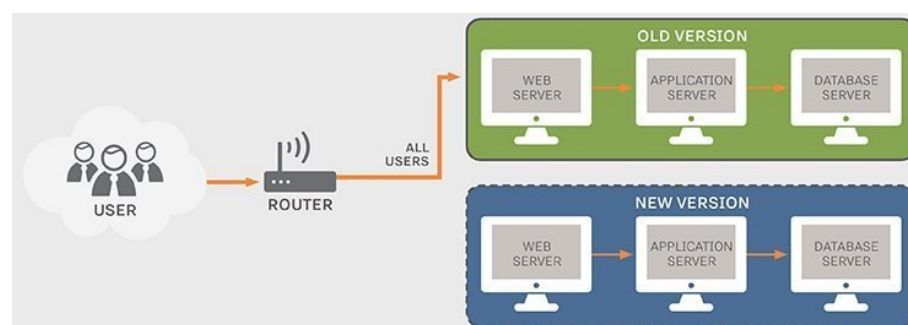 OLD VERSION
WEB
SERVER
APPLICATION
SERVER
DATABASE
SERVER
ALL
USERS
USER
ROUTER
NEW VERSION
WEB
SERVER
APPLICATION
SERVER
DATABASE
SERVER